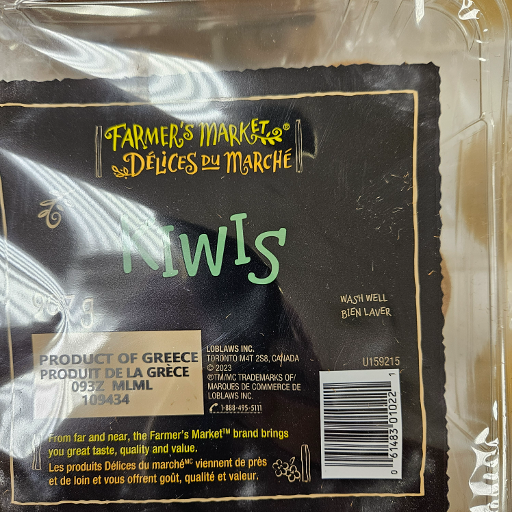 FARMER'S MARKET®
DÉLICES DU MARCHÉ
KIWIS
WASH WELL
BIEN LAVER
PRODUCT OF GREECE
PRODUIT DE LA GRÈCE
093Z MLML
109434
LOBLAWS INC.
TORONTO M4T 2S8, CANADA
© 2023
®TM/MC TRADEMARKS OF/
MARQUES DE COMMERCE DE
LOBLAWS INC.
1-888-495-5111
U159215
From far and near, the Farmer's Market™ brand brings
you great taste, quality and value.
Les produits Délices du marchéᴹᶜ viennent de près
et de loin et vous offrent goût, qualité et valeur.
0 61483 01022 1